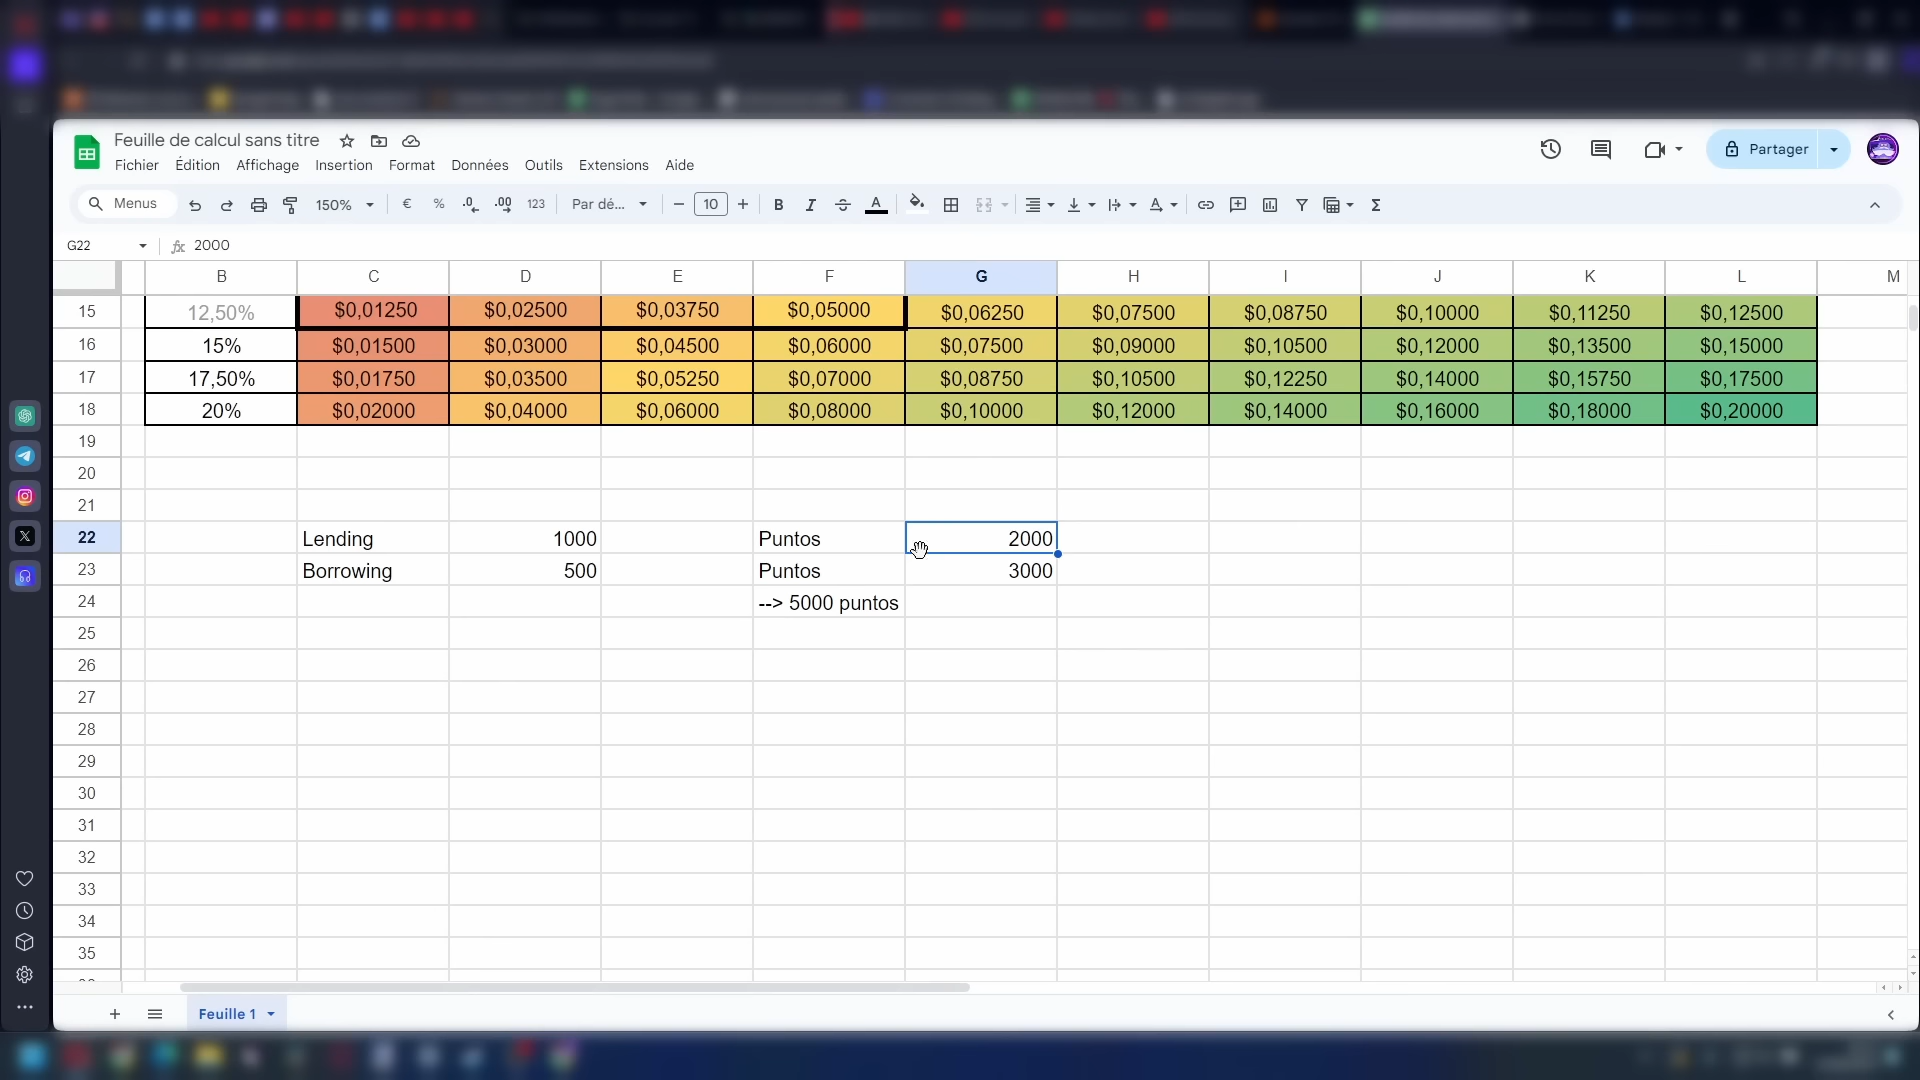 Feuille de calcul sans titre
Partager
Fichier Édition Affichage Insertion Format Données Outils Extensions Aide
Menus 150% € % .0 .00 123 Par dé... − 10 + B I A Σ
G22 fx 2000
B C D E F G H I J K L M
15 12,50% $0,01250 $0,02500 $0,03750 $0,05000 $0,06250 $0,07500 $0,08750 $0,10000 $0,11250 $0,12500
16 15% $0,01500 $0,03000 $0,04500 $0,06000 $0,07500 $0,09000 $0,10500 $0,12000 $0,13500 $0,15000
17 17,50% $0,01750 $0,03500 $0,05250 $0,07000 $0,08750 $0,10500 $0,12250 $0,14000 $0,15750 $0,17500
18 20% $0,02000 $0,04000 $0,06000 $0,08000 $0,10000 $0,12000 $0,14000 $0,16000 $0,18000 $0,20000
19
20
21
22 Lending 1000 Puntos 2000
23 Borrowing 500 Puntos 3000
24 --> 5000 puntos
25
26
27
28
29
30
31
32
33
34
35
+ Feuille 1